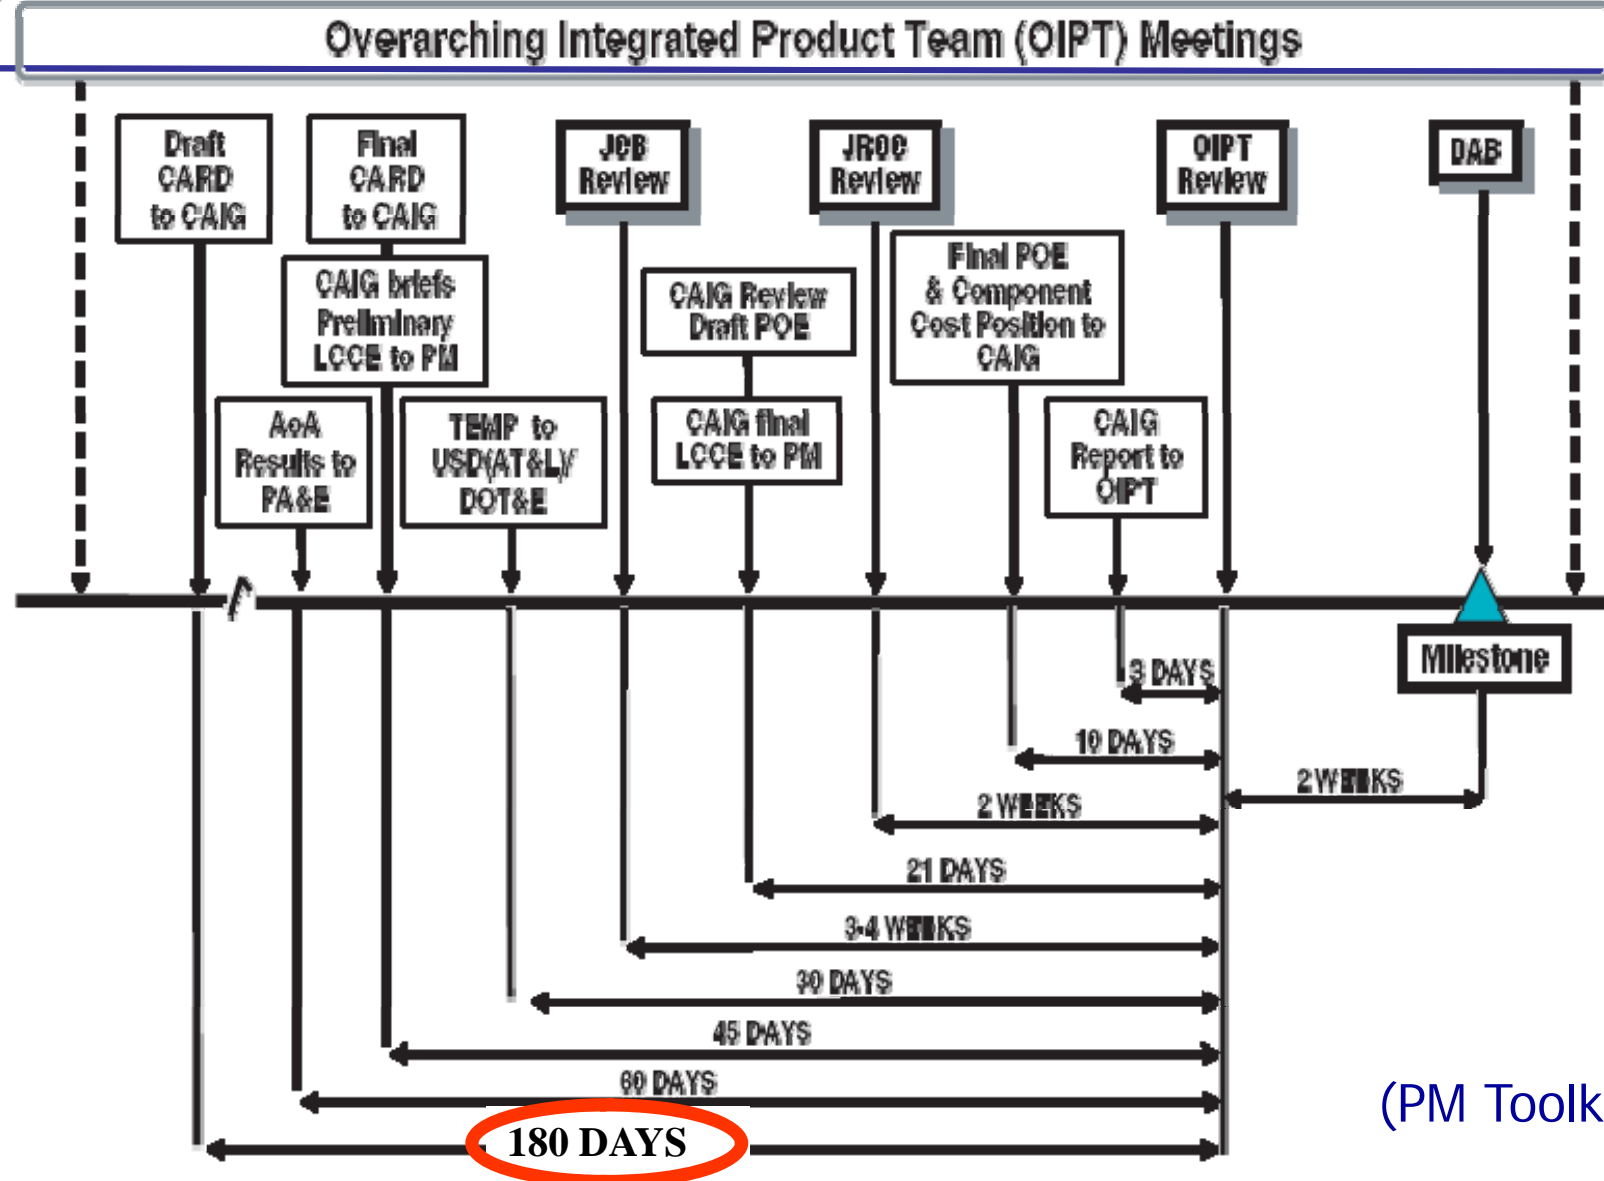 Overarching Integrated Product Team (OIPT) Meetings
Draft
CARD
to CAIG
Final
CARD
to CAIG
JCB
Review
JROC
Review
OIPT
Review
DAB
CAIG briefs
Preliminary
LCCE to PM
CAIG Review
Draft POE
Final POE
& Component
Cost Position to
CAIG
AoA
Results to
PA&E
TEMP to
USD(AT&L)/
DOT&E
CAIG final
LCCE to PM
CAIG
Report to
OIPT
Milestone
3 DAYS
10 DAYS
2 WEEKS
2 WEEKS
21 DAYS
3-4 WEEKS
30 DAYS
45 DAYS
60 DAYS
(PM Toolk
180 DAYS